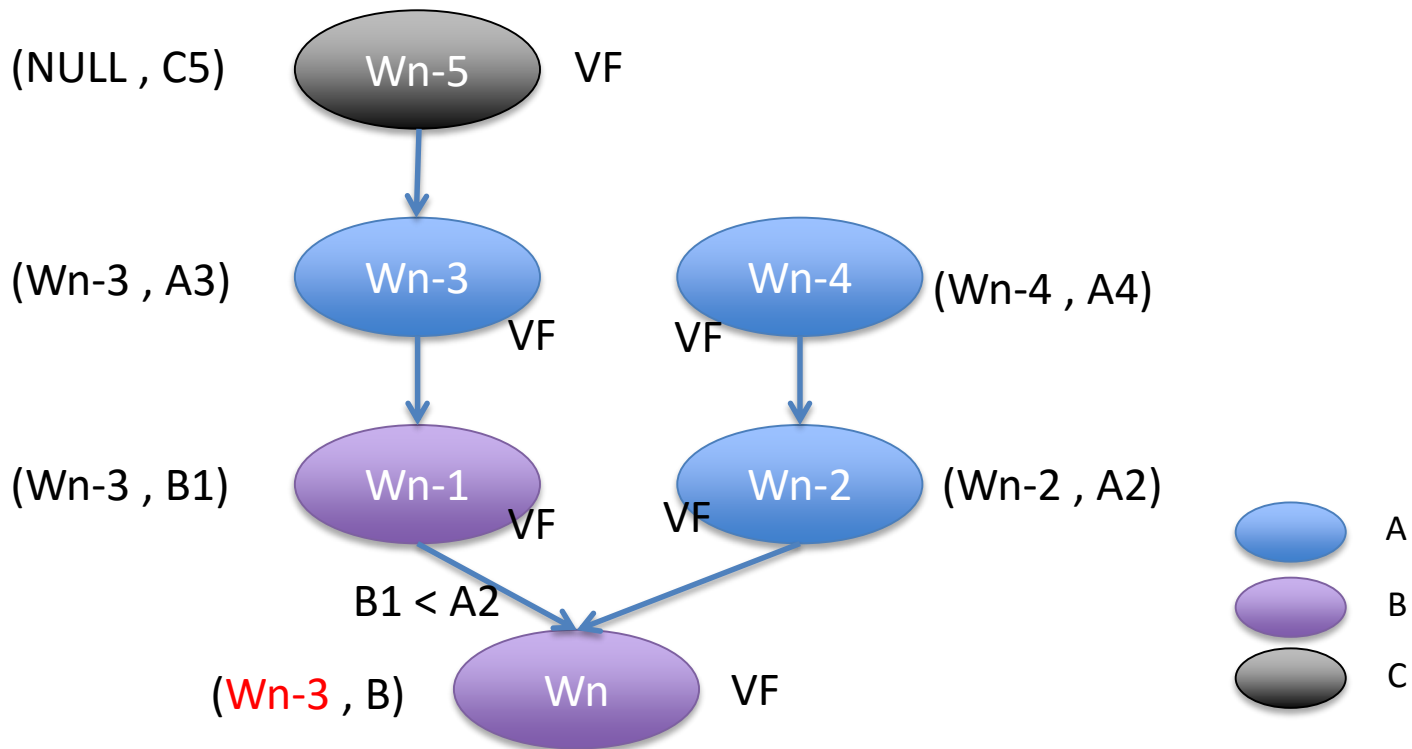 (NULL , C5) Wn-5 VF
(Wn-3 , A3) Wn-3 Wn-4 (Wn-4 , A4)
VF VF
(Wn-3 , B1) Wn-1 Wn-2 (Wn-2 , A2)
VF VF
A
B1 < A2 B
(Wn-3 , B) Wn VF C